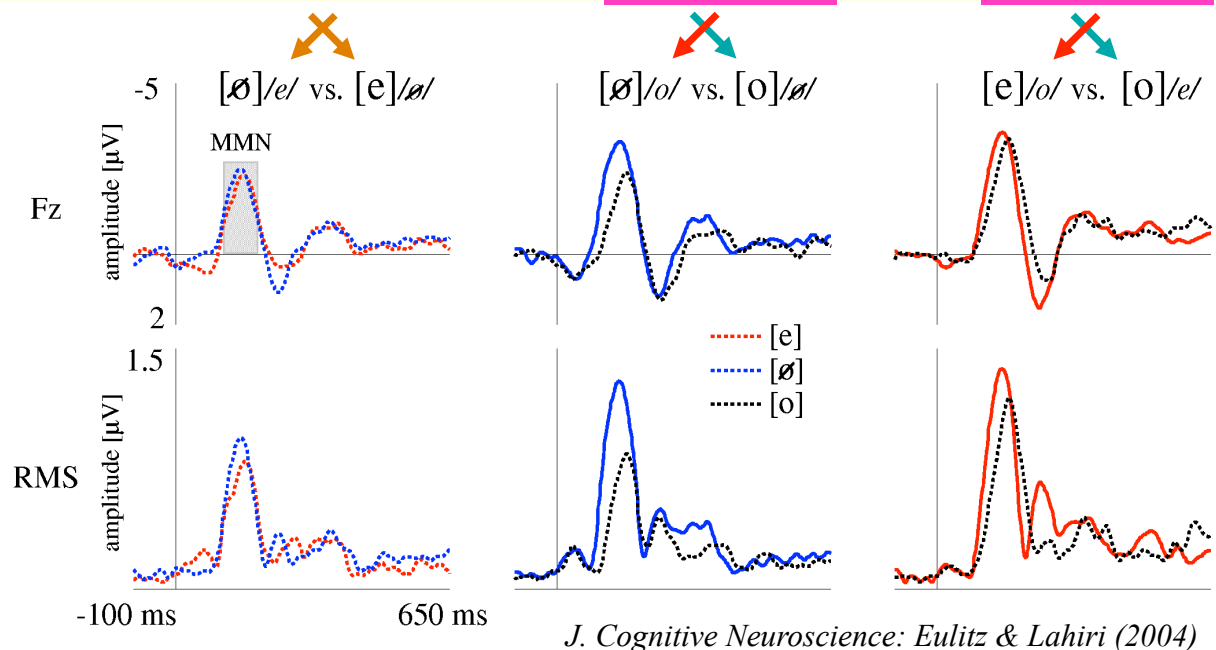 [ø]/e/ vs. [e]/ø/
[ø]/o/ vs. [o]/ø/
[e]/o/ vs. [o]/e/
-5
MMN
amplitude [µV]
Fz
2
[e]
[ø]
[o]
1.5
amplitude [µV]
RMS
-100 ms
650 ms
J. Cognitive Neuroscience: Eulitz & Lahiri (2004)